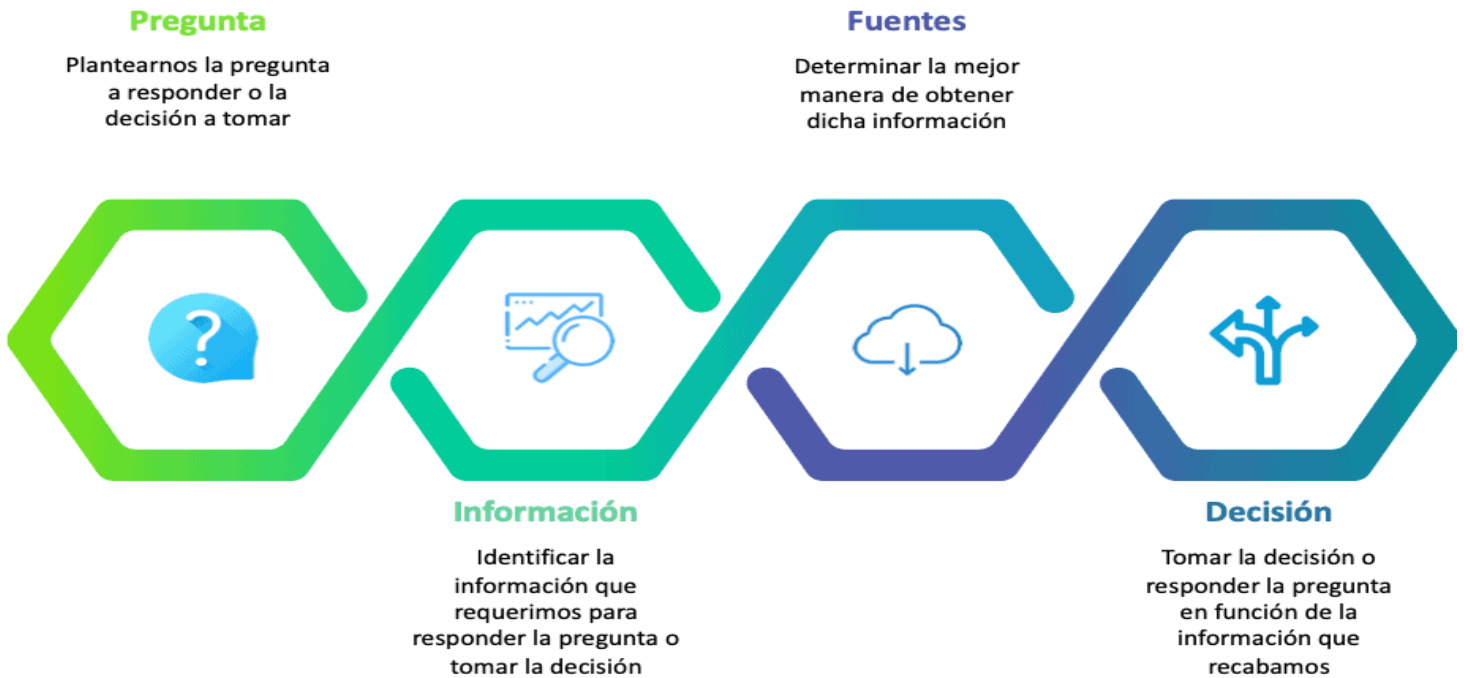 Pregunta
Plantearnos la pregunta
a responder o la
decisión a tomar
Información
Identificar la
información que
requerimos para
responder la pregunta o
tomar la decisión
Fuentes
Determinar la mejor
manera de obtener
dicha información
Decisión
Tomar la decisión o
responder la pregunta
en función de la
información que
recabamos